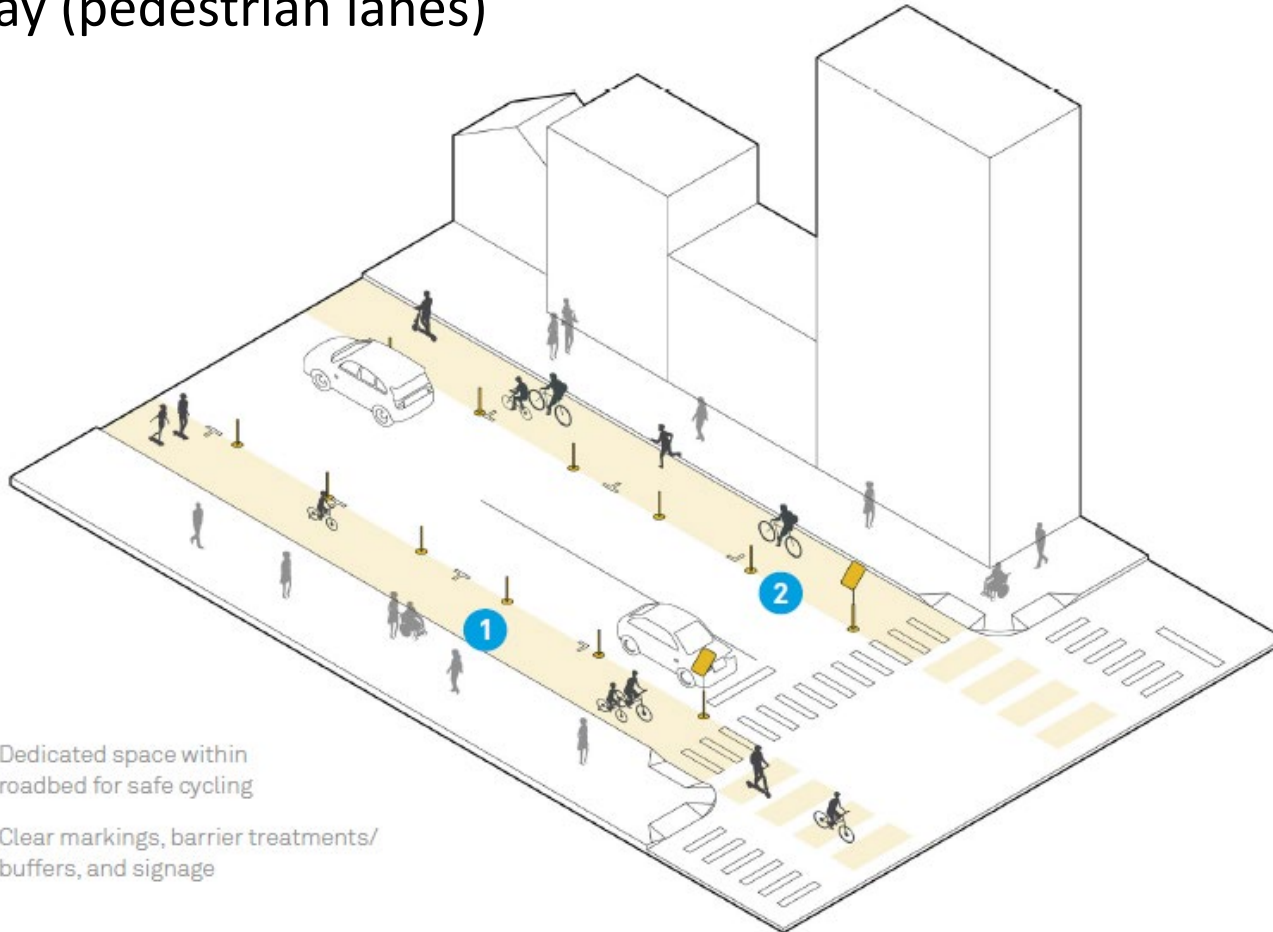 ay (pedestrian lanes)
2
1
Dedicated space within
roadbed for safe cycling
Clear markings, barrier treatments/
buffers, and signage